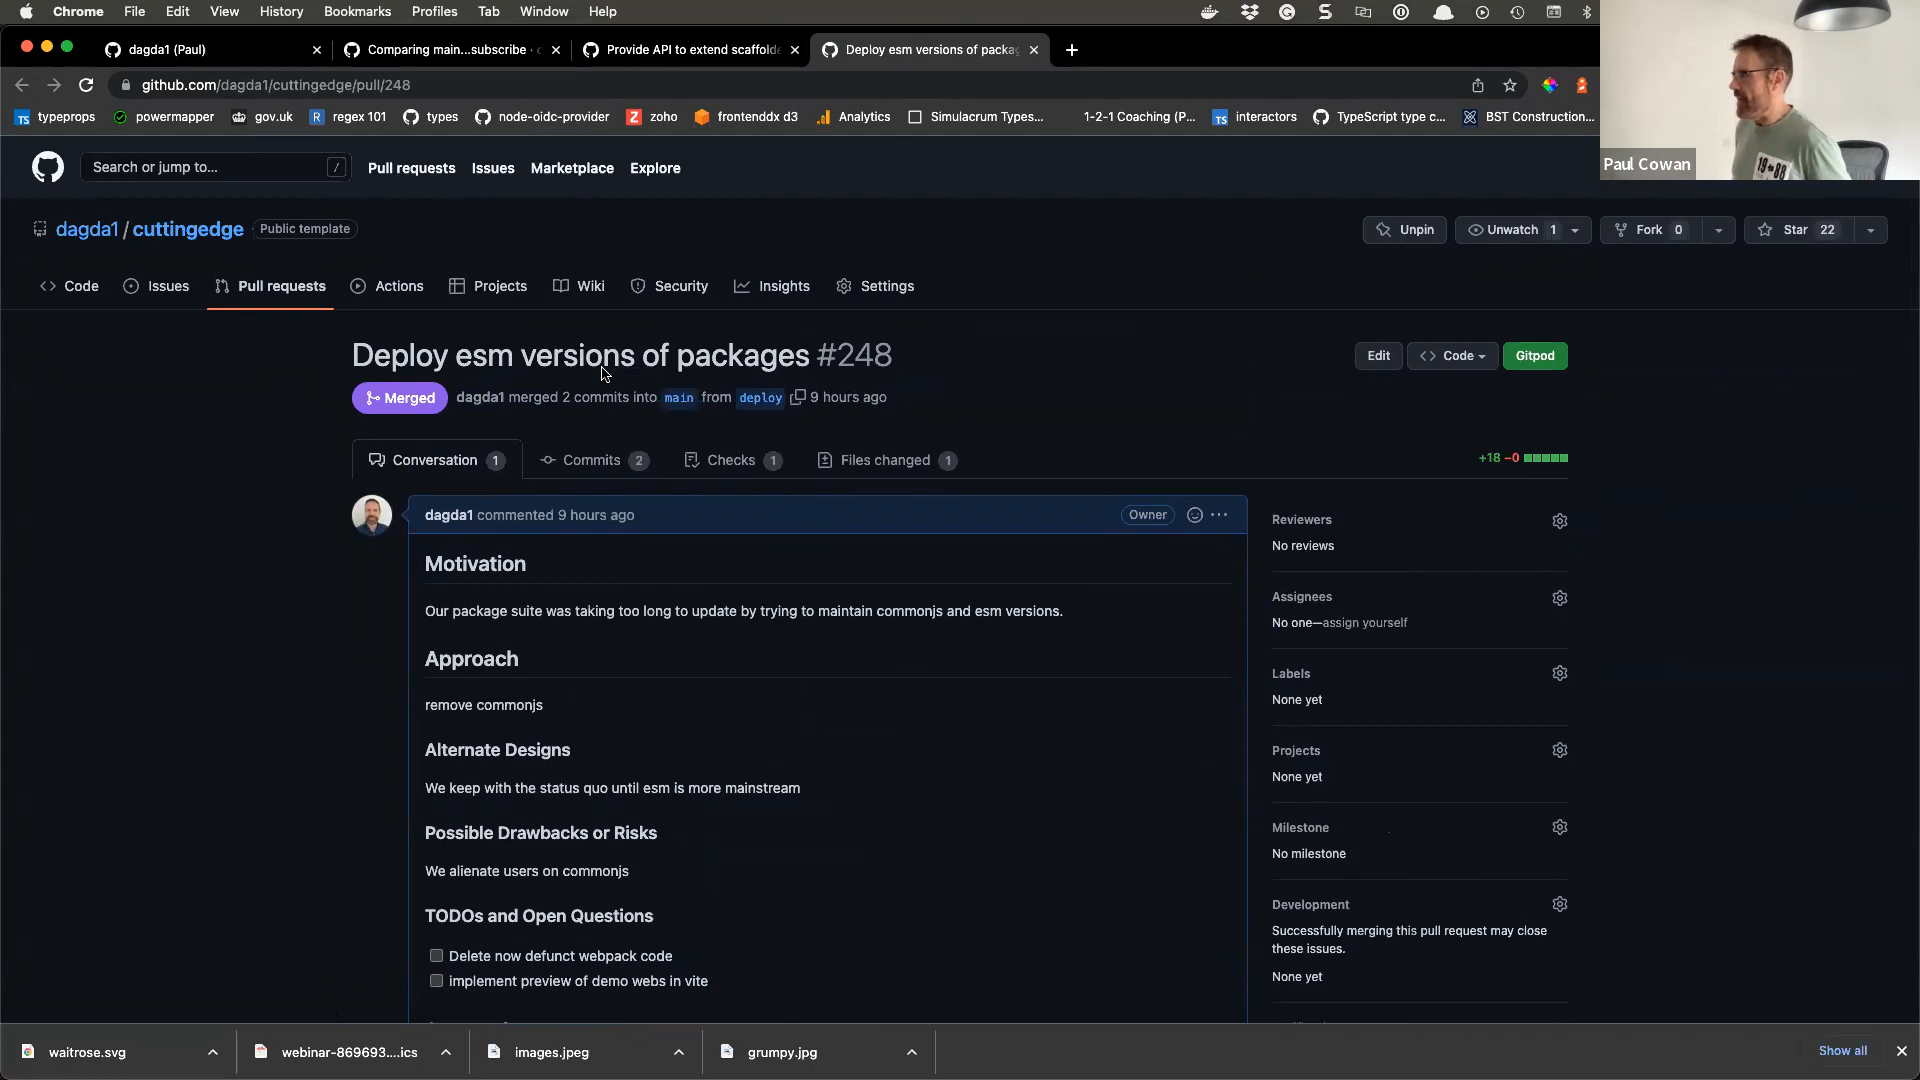 Chrome File Edit View History Bookmarks Profiles Tab Window Help
dagda1 (Paul)
Comparing main...subscribe ·
Provide API to extend scaffolde
Deploy esm versions of packag
github.com/dagda1/cuttingedge/pull/248
TS typeprops
powermapper
gov.uk
R regex 101
types
node-oidc-provider
Z zoho
frontenddx d3
Analytics
Simulacrum Types...
1-2-1 Coaching (P...
TS interactors
TypeScript type c...
BST Construction...
Paul Cowan
19 88
Search or jump to... /
Pull requests Issues Marketplace Explore
dagda1 / cuttingedge Public template
Unpin
Unwatch 1
Fork 0
Star 22
Code Issues Pull requests Actions Projects Wiki Security Insights Settings
Deploy esm versions of packages #248
Edit
<> Code
Gitpod
Merged dagda1 merged 2 commits into main from deploy 9 hours ago
Conversation 1 Commits 2 Checks 1 Files changed 1
+18 −0
dagda1 commented 9 hours ago
Owner
Motivation
Our package suite was taking too long to update by trying to maintain commonjs and esm versions.
Approach
remove commonjs
Alternate Designs
We keep with the status quo until esm is more mainstream
Possible Drawbacks or Risks
We alienate users on commonjs
TODOs and Open Questions
Delete now defunct webpack code
implement preview of demo webs in vite
Reviewers
No reviews
Assignees
No one—assign yourself
Labels
None yet
Projects
None yet
Milestone
No milestone
Development
Successfully merging this pull request may close
these issues.
None yet
waitrose.svg
webinar-869693....ics
images.jpeg
grumpy.jpg
Show all